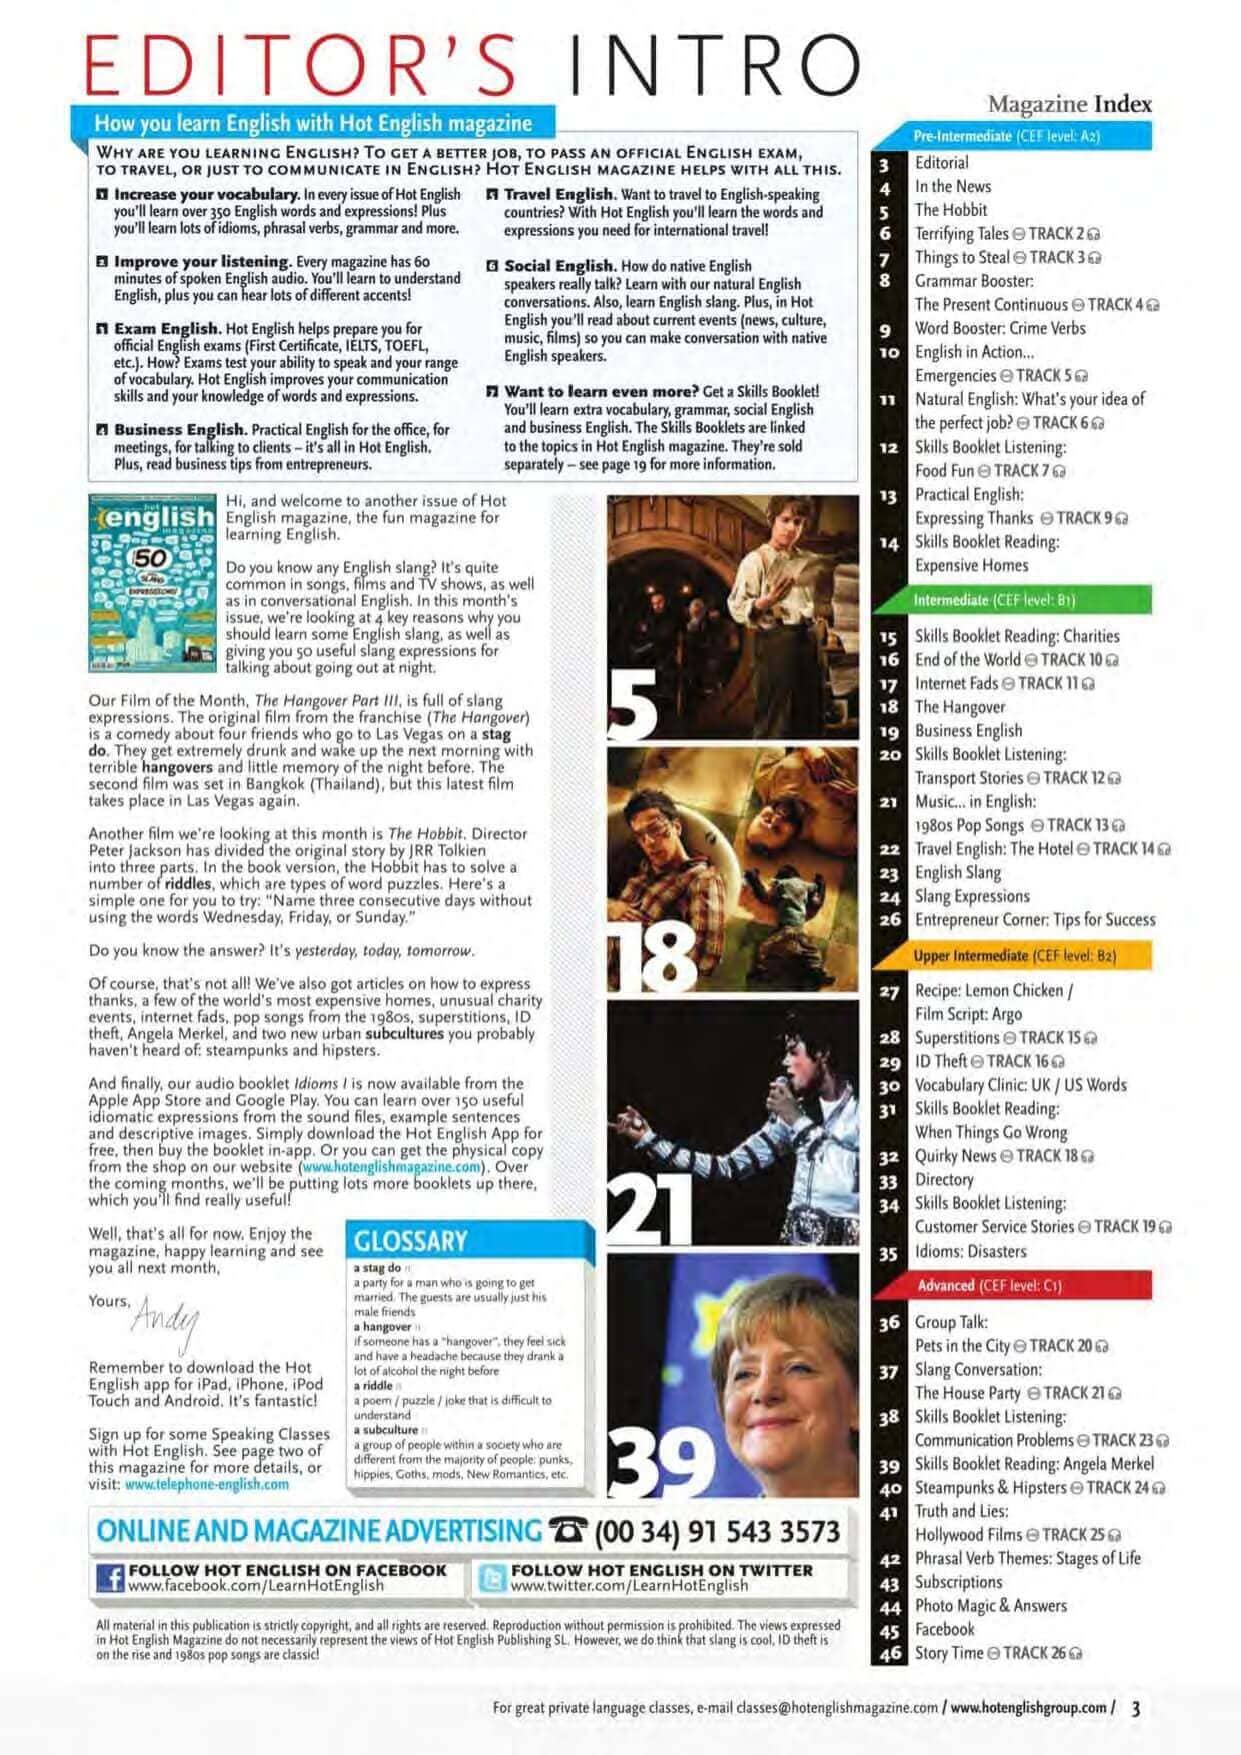 EDITOR'S INTRO
How you learn English with Hot English magazine
WHY ARE YOU LEARNING ENGLISH? TO GET A BETTER JOB, TO PASS AN OFFICIAL ENGLISH EXAM,
TO TRAVEL, OR JUST TO COMMUNICATE IN ENGLISH? HOT ENGLISH MAGAZINE HELPS WITH ALL THIS.
1 Increase your vocabulary. In every issue of Hot English
you'll learn over 350 English words and expressions! Plus
you'll learn lots of idioms, phrasal verbs, grammar and more.
2 Improve your listening. Every magazine has 60
minutes of spoken English audio. You'll learn to understand
English, plus you can hear lots of different accents!
3 Exam English. Hot English helps prepare you for
official English exams (First Certificate, IELTS, TOEFL,
etc.). How? Exams test your ability to speak and your range
of vocabulary. Hot English improves your communication
skills and your knowledge of words and expressions.
4 Business English. Practical English for the office, for
meetings, for talking to clients – it's all in Hot English.
Plus, read business tips from entrepreneurs.
5 Travel English. Want to travel to English-speaking
countries? With Hot English you'll learn the words and
expressions you need for international travel!
6 Social English. How do native English
speakers really talk? Learn with our natural English
conversations. Also, learn English slang. Plus, in Hot
English you'll read about current events (news, culture,
music, films) so you can make conversation with native
English speakers.
7 Want to learn even more? Get a Skills Booklet!
You'll learn extra vocabulary, grammar, social English
and business English. The Skills Booklets are linked
to the topics in Hot English magazine. They're sold
separately – see page 19 for more information.
english
50
SLANG
EXPRESSIONS!
Hi, and welcome to another issue of Hot
English magazine, the fun magazine for
learning English.
Do you know any English slang? It's quite
common in songs, films and TV shows, as well
as in conversational English. In this month's
issue, we're looking at 4 key reasons why you
should learn some English slang, as well as
giving you 50 useful slang expressions for
talking about going out at night.
Our Film of the Month, The Hangover Part III, is full of slang
expressions. The original film from the franchise (The Hangover)
is a comedy about four friends who go to Las Vegas on a stag
do. They get extremely drunk and wake up the next morning with
terrible hangovers and little memory of the night before. The
second film was set in Bangkok (Thailand), but this latest film
takes place in Las Vegas again.
Another film we're looking at this month is The Hobbit. Director
Peter Jackson has divided the original story by JRR Tolkien
into three parts. In the book version, the Hobbit has to solve a
number of riddles, which are types of word puzzles. Here's a
simple one for you to try: "Name three consecutive days without
using the words Wednesday, Friday, or Sunday."
Do you know the answer? It's yesterday, today, tomorrow.
Of course, that's not all! We've also got articles on how to express
thanks, a few of the world's most expensive homes, unusual charity
events, internet fads, pop songs from the 1980s, superstitions, ID
theft, Angela Merkel, and two new urban subcultures you probably
haven't heard of: steampunks and hipsters.
And finally, our audio booklet Idioms I is now available from the
Apple App Store and Google Play. You can learn over 150 useful
idiomatic expressions from the sound files, example sentences
and descriptive images. Simply download the Hot English App for
free, then buy the booklet in-app. Or you can get the physical copy
from the shop on our website (www.hotenglishmagazine.com). Over
the coming months, we'll be putting lots more booklets up there,
which you'll find really useful!
Well, that's all for now. Enjoy the
magazine, happy learning and see
you all next month,
Yours,
Andy
Remember to download the Hot
English app for iPad, iPhone, iPod
Touch and Android. It's fantastic!
Sign up for some Speaking Classes
with Hot English. See page two of
this magazine for more details, or
visit: www.telephone-english.com
GLOSSARY
a stag do n
a party for a man who is going to get
married. The guests are usually just his
male friends
a hangover n
if someone has a "hangover", they feel sick
and have a headache because they drank a
lot of alcohol the night before
a riddle n
a poem / puzzle / joke that is difficult to
understand
a subculture n
a group of people within a society who are
different from the majority of people: punks,
hippies, Goths, mods, New Romantics, etc.
5
18
21
39
Magazine Index
Pre-Intermediate (CEF level: A2)
3 Editorial
4 In the News
5 The Hobbit
6 Terrifying Tales TRACK 2
7 Things to Steal TRACK 3
8 Grammar Booster:
The Present Continuous TRACK 4
9 Word Booster: Crime Verbs
10 English in Action...
Emergencies TRACK 5
11 Natural English: What's your idea of
the perfect job? TRACK 6
12 Skills Booklet Listening:
Food Fun TRACK 7
13 Practical English:
Expressing Thanks TRACK 9
14 Skills Booklet Reading:
Expensive Homes
Intermediate (CEF level: B1)
15 Skills Booklet Reading: Charities
16 End of the World TRACK 10
17 Internet Fads TRACK 11
18 The Hangover
19 Business English
20 Skills Booklet Listening:
Transport Stories TRACK 12
21 Music... in English:
1980s Pop Songs TRACK 13
22 Travel English: The Hotel TRACK 14
23 English Slang
24 Slang Expressions
26 Entrepreneur Corner: Tips for Success
Upper Intermediate (CEF level: B2)
27 Recipe: Lemon Chicken /
Film Script: Argo
28 Superstitions TRACK 15
29 ID Theft TRACK 16
30 Vocabulary Clinic: UK / US Words
31 Skills Booklet Reading:
When Things Go Wrong
32 Quirky News TRACK 18
33 Directory
34 Skills Booklet Listening:
Customer Service Stories TRACK 19
35 Idioms: Disasters
Advanced (CEF level: C1)
36 Group Talk:
Pets in the City TRACK 20
37 Slang Conversation:
The House Party TRACK 21
38 Skills Booklet Listening:
Communication Problems TRACK 23
39 Skills Booklet Reading: Angela Merkel
40 Steampunks & Hipsters TRACK 24
41 Truth and Lies:
Hollywood Films TRACK 25
42 Phrasal Verb Themes: Stages of Life
43 Subscriptions
44 Photo Magic & Answers
45 Facebook
46 Story Time TRACK 26
ONLINE AND MAGAZINE ADVERTISING (00 34) 91 543 3573
FOLLOW HOT ENGLISH ON FACEBOOK
www.facebook.com/LearnHotEnglish
FOLLOW HOT ENGLISH ON TWITTER
www.twitter.com/LearnHotEnglish
All material in this publication is strictly copyright, and all rights are reserved. Reproduction without permission is prohibited. The views expressed
in Hot English Magazine do not necessarily represent the views of Hot English Publishing SL. However, we do think that slang is cool, ID theft is
on the rise and 1980s pop songs are classic!
For great private language classes, e-mail classes@hotenglishmagazine.com / www.hotenglishgroup.com / 3